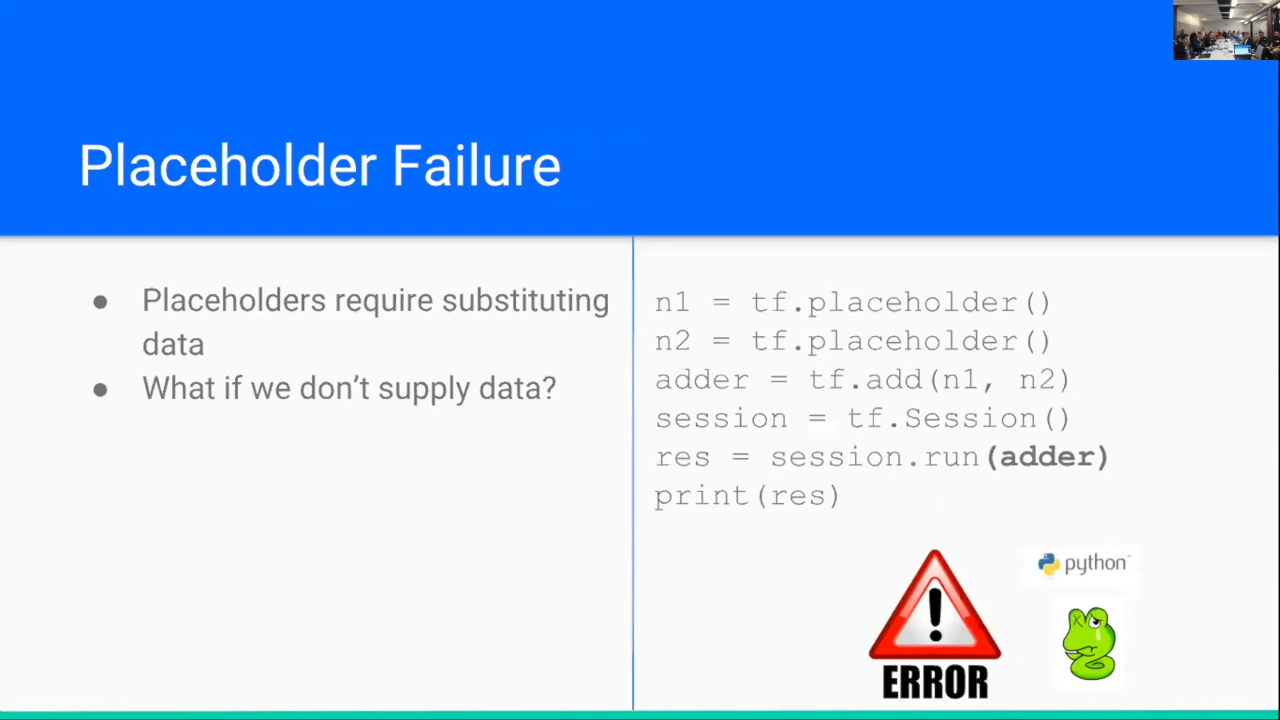 Placeholder Failure
● Placeholders require substituting
data
● What if we don't supply data?
n1 = tf.placeholder()
n2 = tf.placeholder()
adder = tf.add(n1, n2)
session = tf.Session()
res = session.run(adder)
print(res)
python™
ERROR